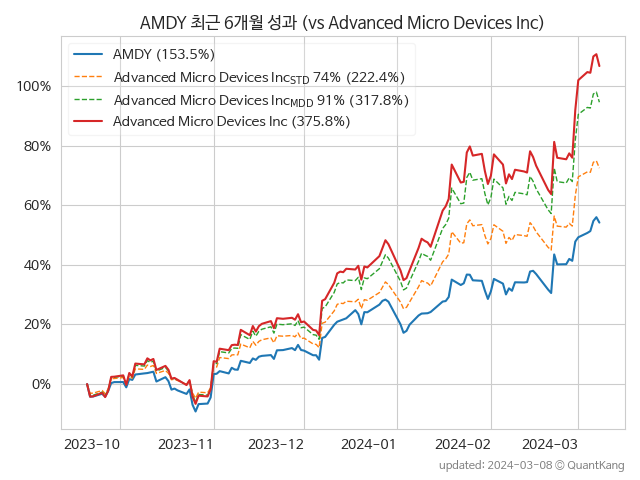 AMDY 최근 6개월 성과 (vs Advanced Micro Devices Inc)
AMDY (153.5%)
Advanced Micro Devices IncSTD 74% (222.4%)
Advanced Micro Devices IncMDD 91% (317.8%)
Advanced Micro Devices Inc (375.8%)
100%
80%
60%
40%
20%
0%
2023-10 2023-11 2023-12 2024-01 2024-02 2024-03
updated: 2024-03-08 © QuantKang